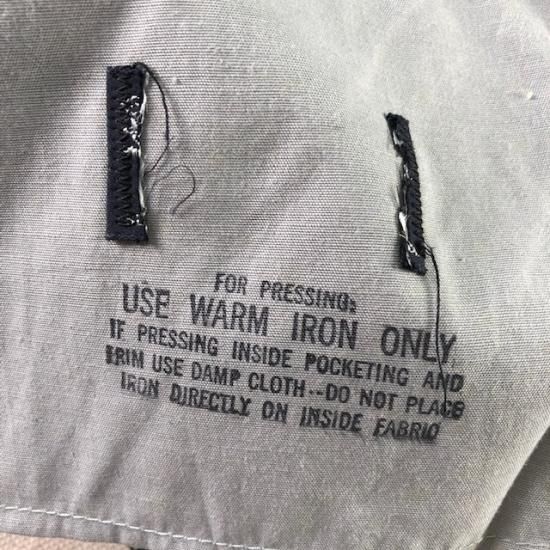 FOR PRESSING:
USE WARM IRON ONLY
IF PRESSING INSIDE POCKETING AND
TRIM USE DAMP CLOTH--DO NOT PLACE
IRON DIRECTLY ON INSIDE FABRIC